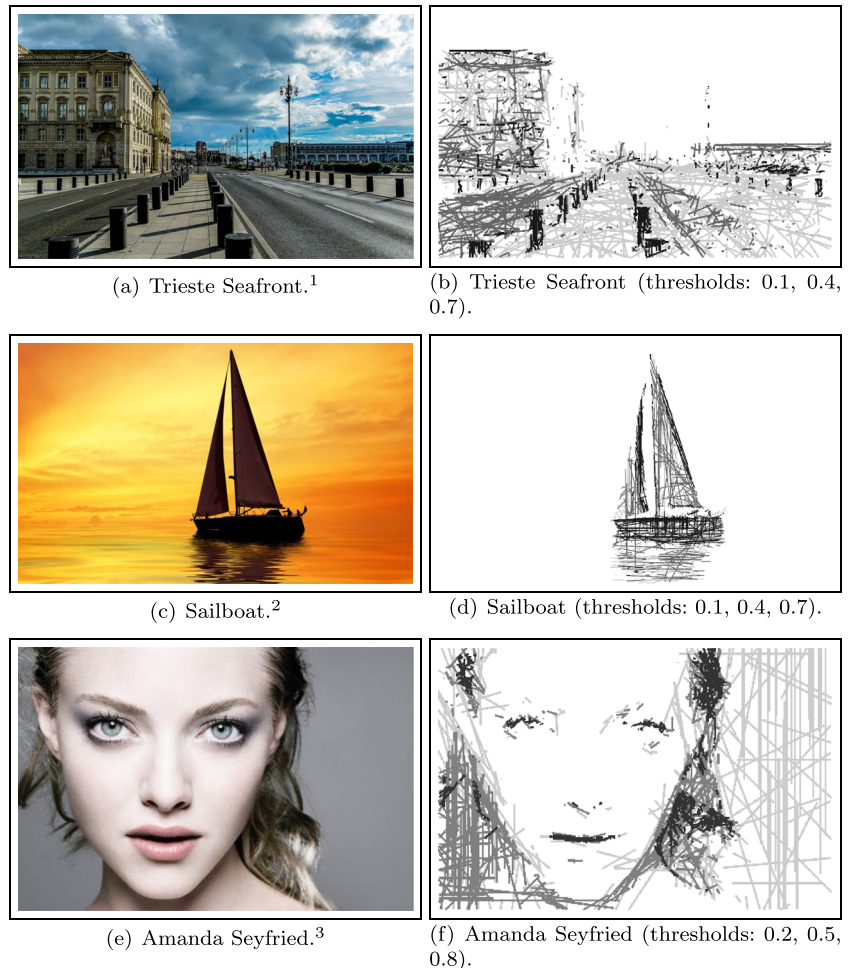 (a) Trieste Seafront.1
(b) Trieste Seafront (thresholds: 0.1, 0.4,
0.7).
(c) Sailboat.2
(d) Sailboat (thresholds: 0.1, 0.4, 0.7).
(e) Amanda Seyfried.3
(f) Amanda Seyfried (thresholds: 0.2, 0.5,
0.8).